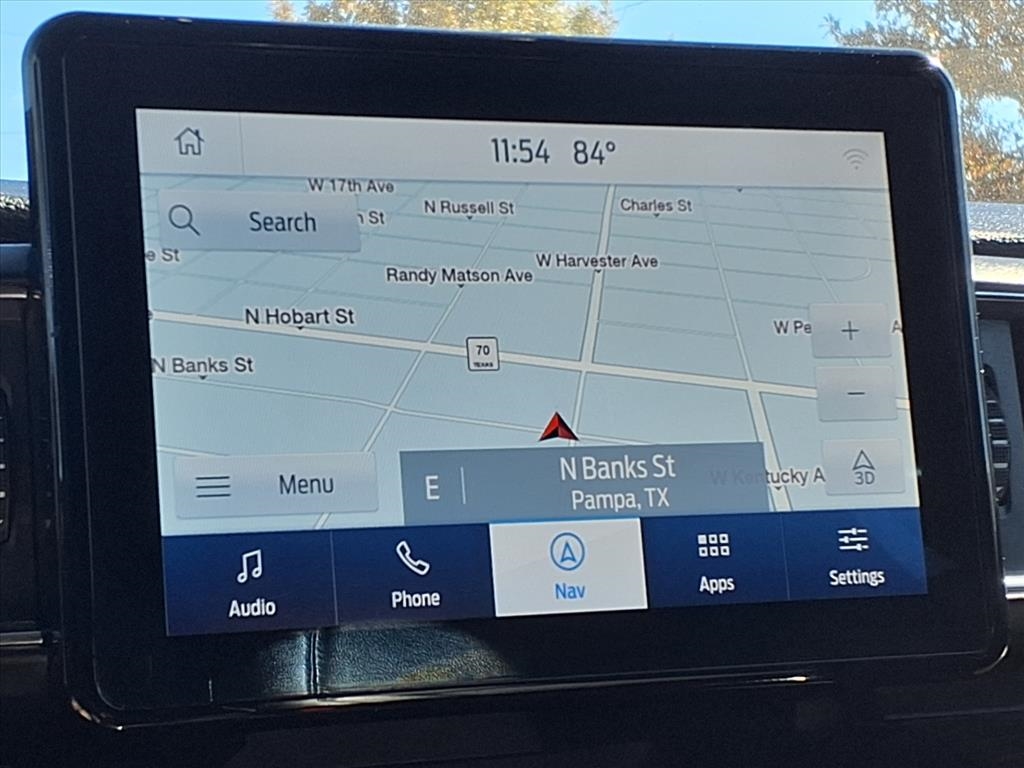 11:54 84°
W 17th Ave
Search
St
N Russell St
Charles St
e St
W Harvester Ave
Randy Matson Ave
N Hobart St
W Pe
A
+
70
TEXAS
N Banks St
−
N Banks St
E
Pampa, TX
W Kentucky A
3D
Menu
Audio
Phone
Nav
Apps
Settings